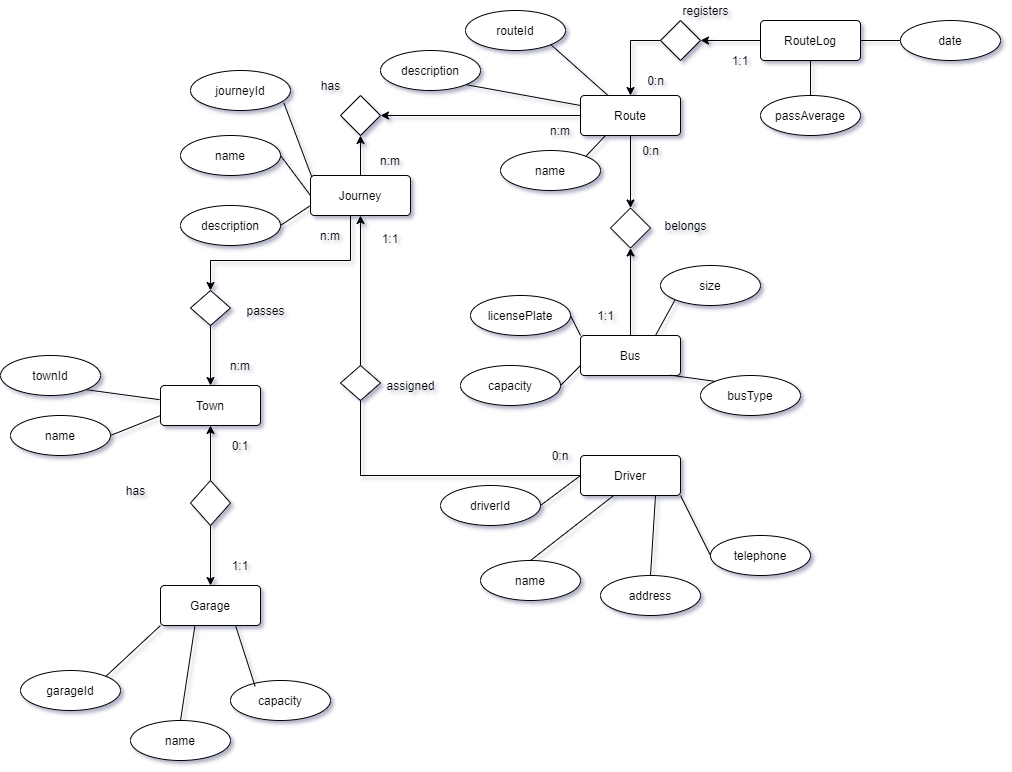 registers
routeId
RouteLog
date
description
1:1
has
0:n
journeyId
Route
passAverage
n:m
0:n
name
n:m
name
Journey
description
n:m
1:1
belongs
size
passes
licensePlate
1:1
Bus
n:m
townId
assigned
capacity
busType
Town
name
0:1
0:n
Driver
has
driverId
telephone
1:1
name
address
Garage
garageId
capacity
name